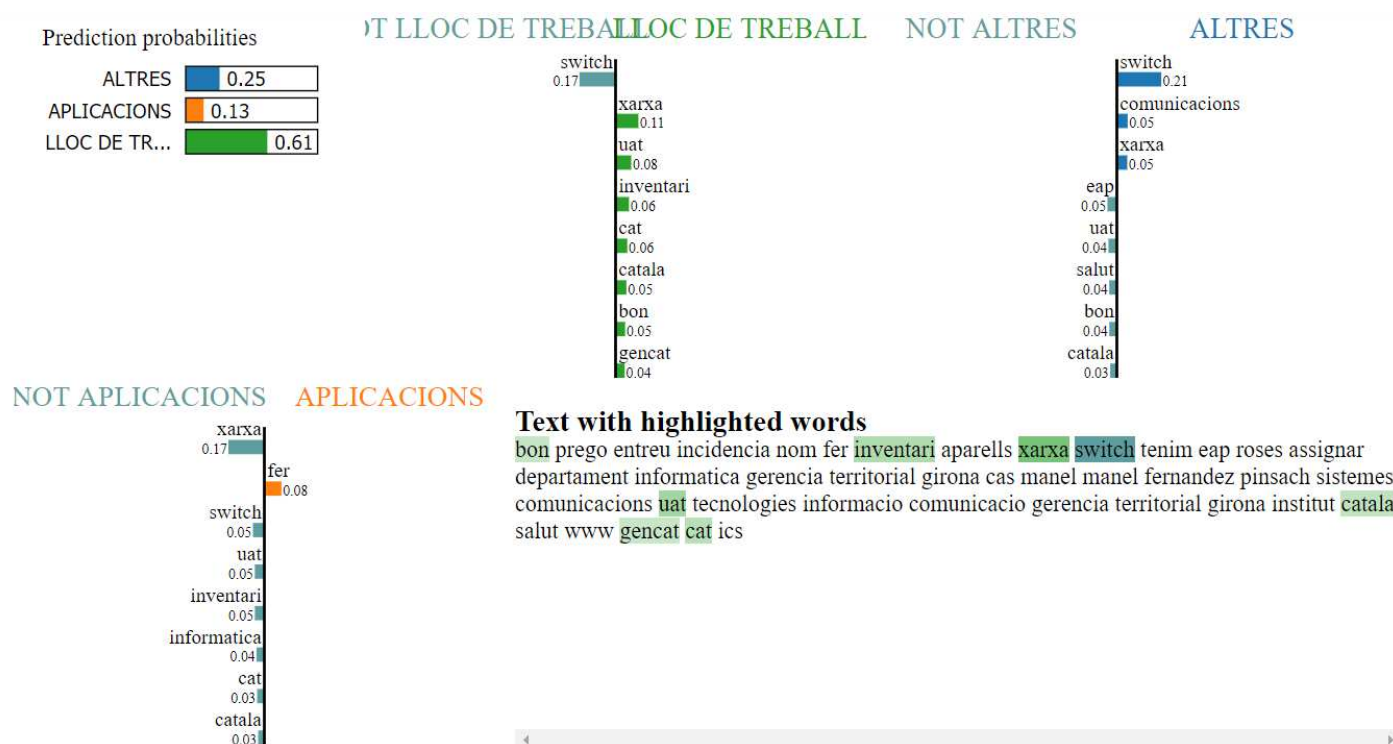 Prediction probabilities
ALTRES 0.25
APLICACIONS 0.13
LLOC DE TR... 0.61
LLOC DE TREBALL
LLOC DE TREBALL
switch
0.17
xarxa
0.11
uat
0.08
inventari
0.06
cat
0.06
catala
0.05
bon
0.05
gencat
0.04
NOT ALTRES ALTRES
switch
0.21
comunicacions
0.05
xarxa
0.05
eap
0.05
uat
0.04
salut
0.04
bon
0.04
catala
0.03
NOT APLICACIONS APLICACIONS
xarxa
0.17
fer
0.08
switch
0.05
uat
0.05
inventari
0.05
informatica
0.04
cat
0.03
catala
0.03
Text with highlighted words
bon prego entreu incidencia nom fer inventari aparells xarxa switch tenim eap roses assignar
departament informatica gerencia territorial girona cas manel manel fernandez pinsach sistemes
comunicacions uat tecnologies informacio comunicacio gerencia territorial girona institut catala
salut www gencat cat ics